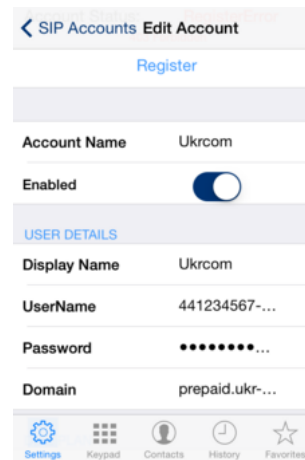 SIP Accounts Edit Account
Register
Account Name Ukrcom
Enabled
USER DETAILS
Display Name Ukrcom
UserName 441234567-...
Password ●●●●●●●●...
Domain prepaid.ukr-...
Settings Keypad Contacts History Favorites